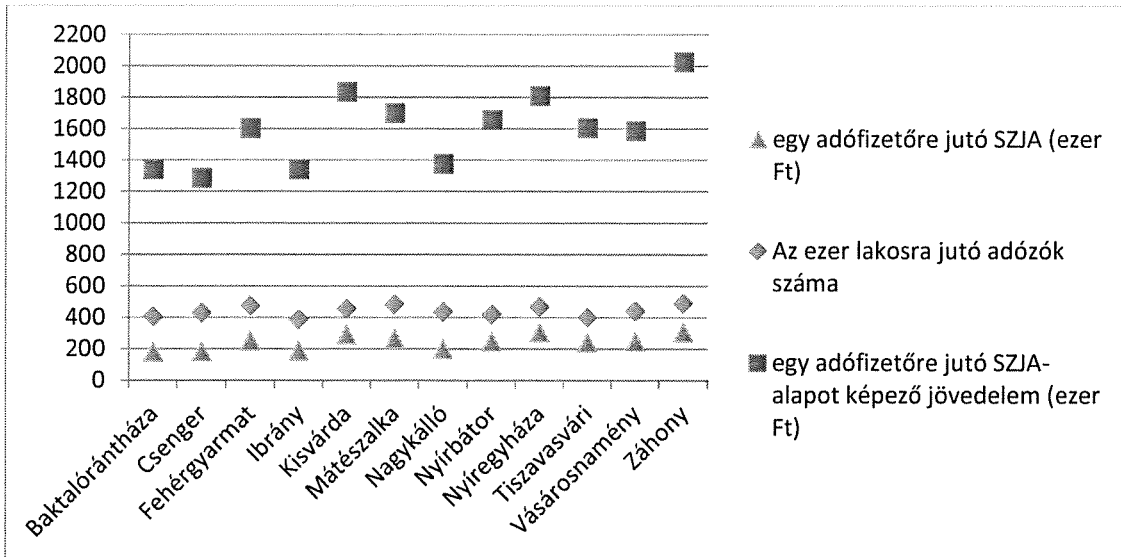 2200
2000
1800
1600
1400
1200
1000
800
600
400
200
0
Baktalórántháza
Csenger
Fehérgyarmat
Ibrány
Kisvárda
Mátészalka
Nagykálló
Nyírbátor
Nyíregyháza
Tiszavasvári
Vásárosnamény
Záhony
egy adófizetőre jutó SZJA (ezer
Ft)
Az ezer lakosra jutó adózók
száma
egy adófizetőre jutó SZJA-
alapot képező jövedelem (ezer
Ft)